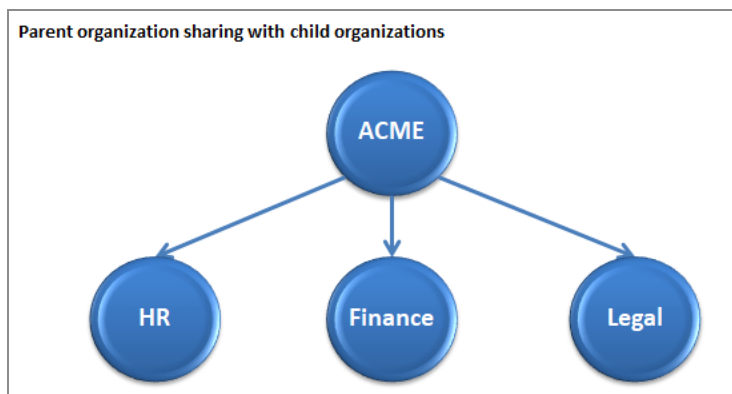 Parent organization sharing with child organizations
ACME
HR
Finance
Legal